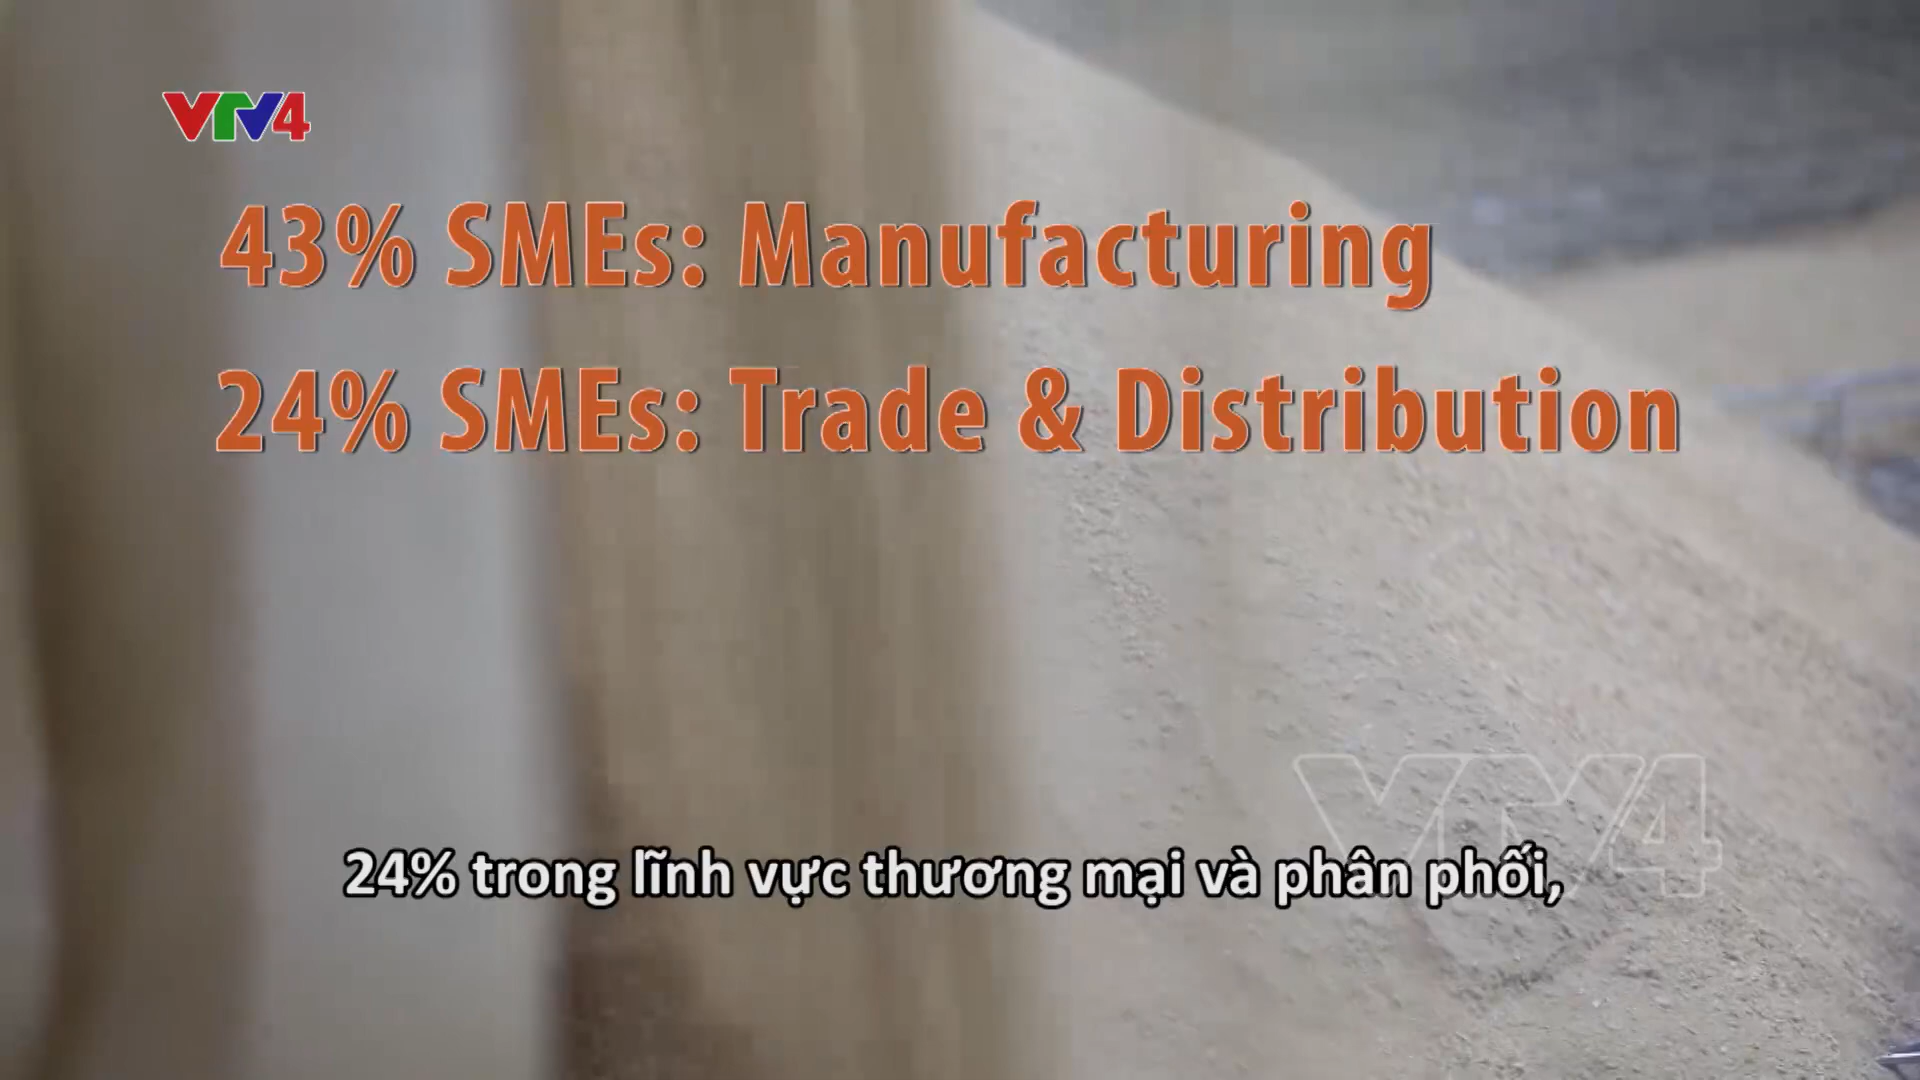 VTV4
43% SMEs: Manufacturing
24% SMEs: Trade & Distribution
VTV4
24% trong lĩnh vực thương mại và phân phối,